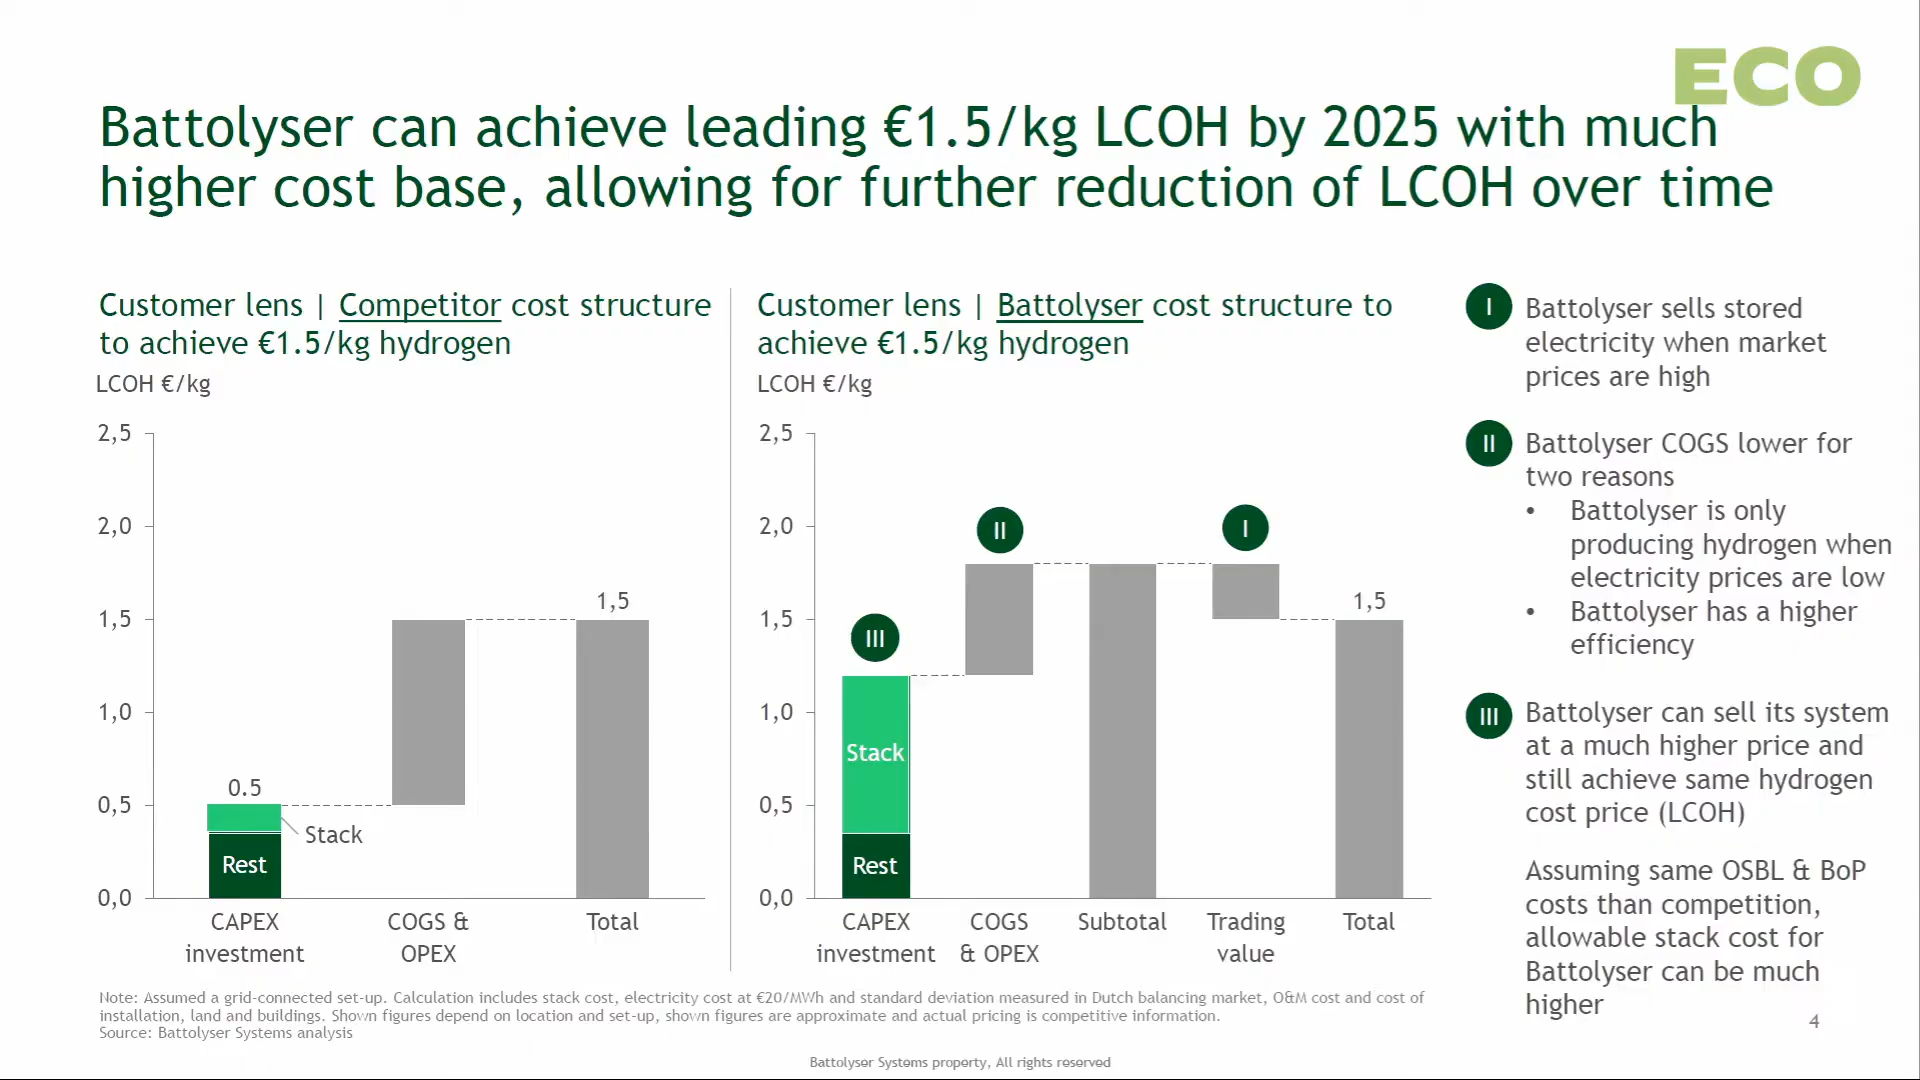 ECO
Battolyser can achieve leading €1.5/kg LCOH by 2025 with much
higher cost base, allowing for further reduction of LCOH over time
Customer lens | Competitor cost structure
to achieve €1.5/kg hydrogen
LCOH €/kg
2,5
2,0
1,5
1,0
0,5
0,0
0.5
Stack
Rest
1,5
CAPEX
investment
COGS &
OPEX
Total
Customer lens | Battolyser cost structure to
achieve €1.5/kg hydrogen
LCOH €/kg
2,5
2,0
1,5
1,0
0,5
0,0
III
Stack
Rest
II
I
1,5
CAPEX
investment
COGS
& OPEX
Subtotal
Trading
value
Total
I
Battolyser sells stored
electricity when market
prices are high
II
Battolyser COGS lower for
two reasons
• Battolyser is only
producing hydrogen when
electricity prices are low
• Battolyser has a higher
efficiency
III
Battolyser can sell its system
at a much higher price and
still achieve same hydrogen
cost price (LCOH)
Assuming same OSBL & BoP
costs than competition,
allowable stack cost for
Battolyser can be much
higher
Note: Assumed a grid-connected set-up. Calculation includes stack cost, electricity cost at €20/MWh and standard deviation measured in Dutch balancing market, O&M cost and cost of
installation, land and buildings. Shown figures depend on location and set-up, shown figures are approximate and actual pricing is competitive information.
Source: Battolyser Systems analysis
4
Battolyser Systems property, All rights reserved